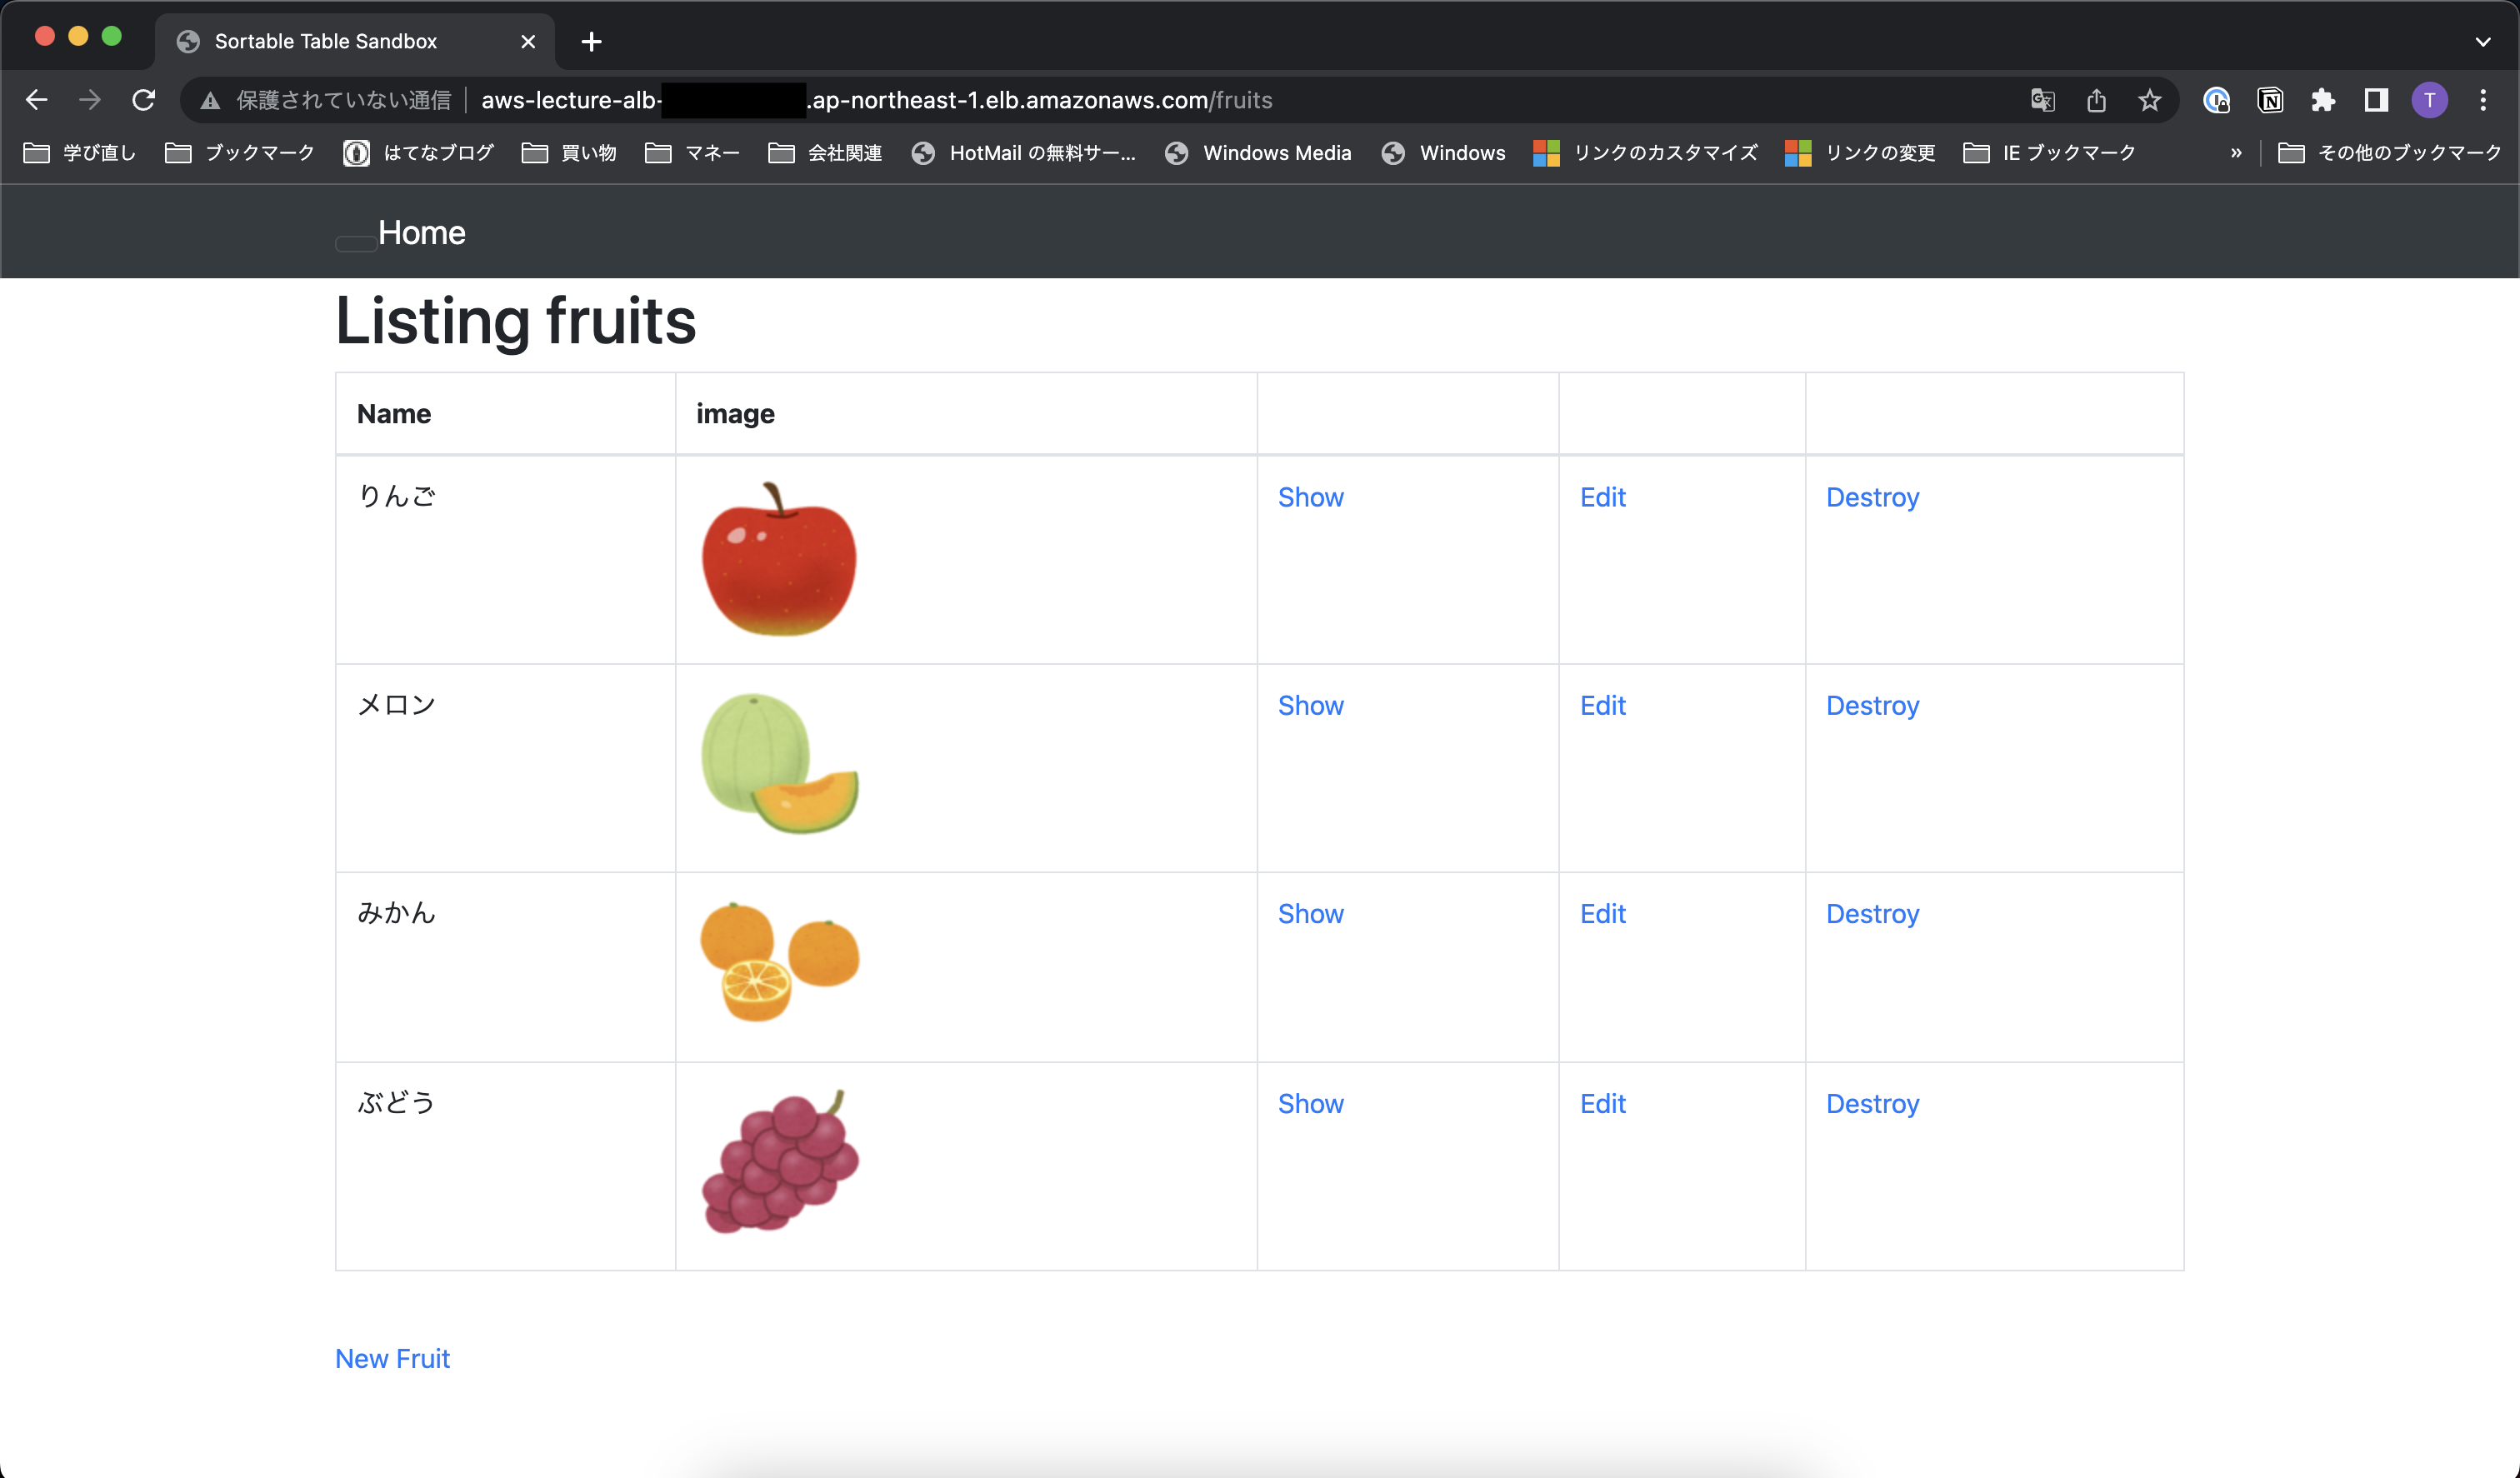 Sortable Table Sandbox
保護されていない通信 aws-lecture-alb- .ap-northeast-1.elb.amazonaws.com/fruits
T
学び直し ブックマーク はてなブログ 買い物 マネー 会社関連 HotMail の無料サー... Windows Media Windows リンクのカスタマイズ リンクの変更 IE ブックマーク » その他のブックマーク
Home
Listing fruits
Name image
りんご Show Edit Destroy
メロン Show Edit Destroy
みかん Show Edit Destroy
ぶどう Show Edit Destroy
New Fruit